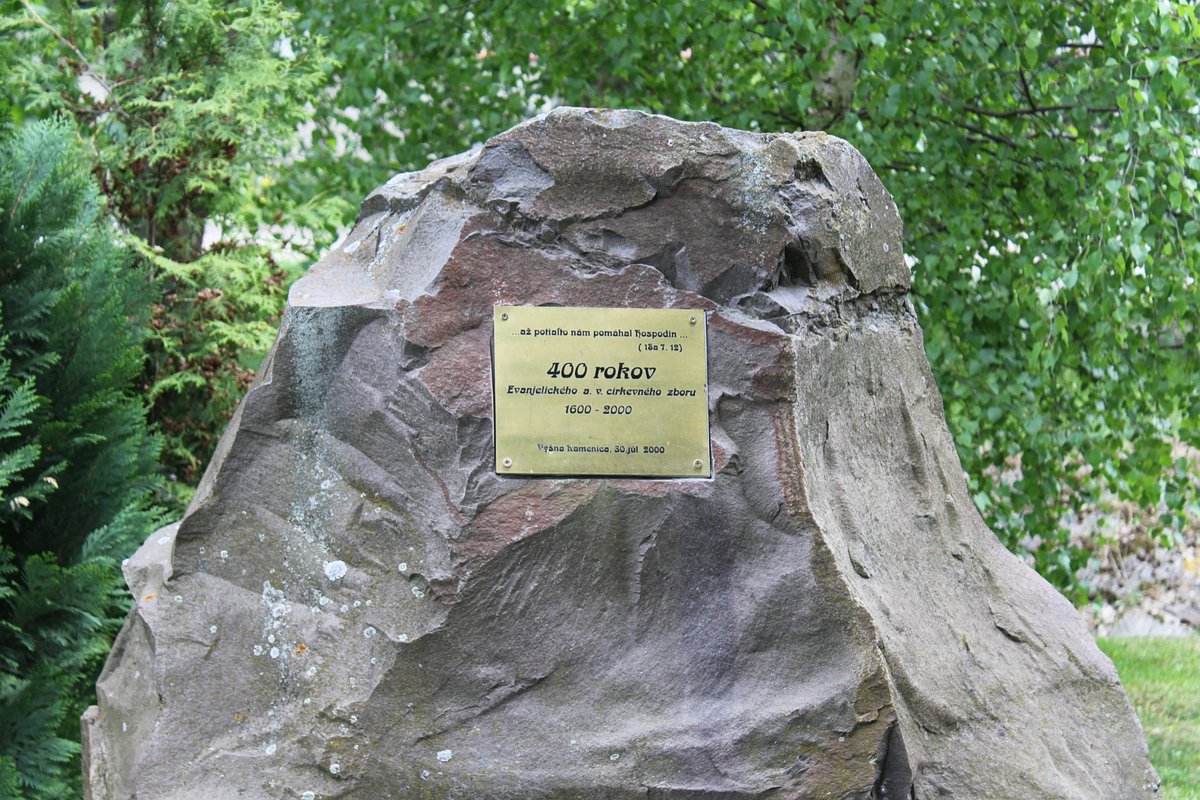 ...až potiaľto nám pomáhal Hospodin ...
( 1Sa 7. 12)
400 rokov
Evanjelického a. v. cirkevného zboru
1600 - 2000
Vyšná Kamenica, 30.júl 2000